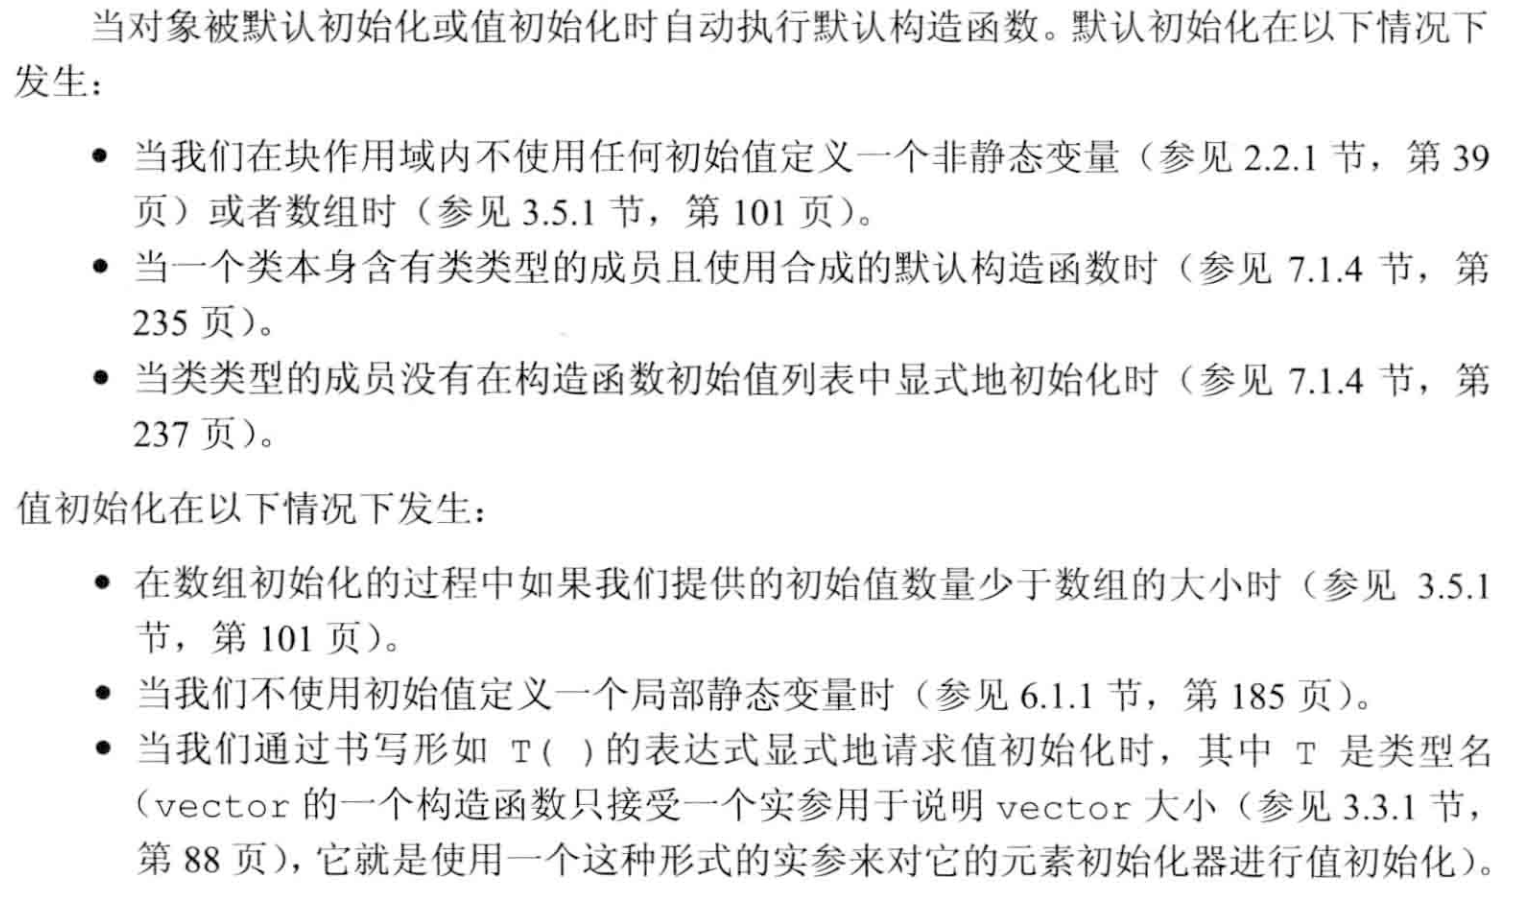 当对象被默认初始化或值初始化时自动执行默认构造函数。默认初始化在以下情况下
发生：
● 当我们在块作用域内不使用任何初始值定义一个非静态变量（参见 2.2.1 节，第 39
页）或者数组时（参见 3.5.1 节，第 101 页）。
● 当一个类本身含有类类型的成员且使用合成的默认构造函数时（参见 7.1.4 节，第
235 页）。
● 当类类型的成员没有在构造函数初始值列表中显式地初始化时（参见 7.1.4 节，第
237 页）。
值初始化在以下情况下发生：
● 在数组初始化的过程中如果我们提供的初始值数量少于数组的大小时（参见 3.5.1
节，第 101 页）。
● 当我们不使用初始值定义一个局部静态变量时（参见 6.1.1 节，第 185 页）。
● 当我们通过书写形如 T( )的表达式显式地请求值初始化时，其中 T 是类型名
（vector 的一个构造函数只接受一个实参用于说明 vector 大小（参见 3.3.1 节，
第 88 页），它就是使用一个这种形式的实参来对它的元素初始化器进行值初始化）。